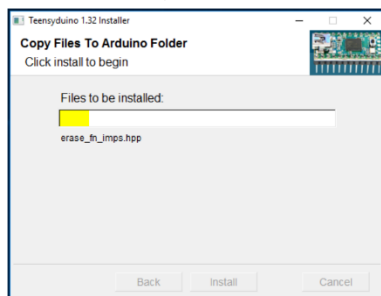 Teensyduino 1.32 Installer
Copy Files To Arduino Folder
Click install to begin
Files to be installed:
erase_fn_imps.hpp
Back Install Cancel